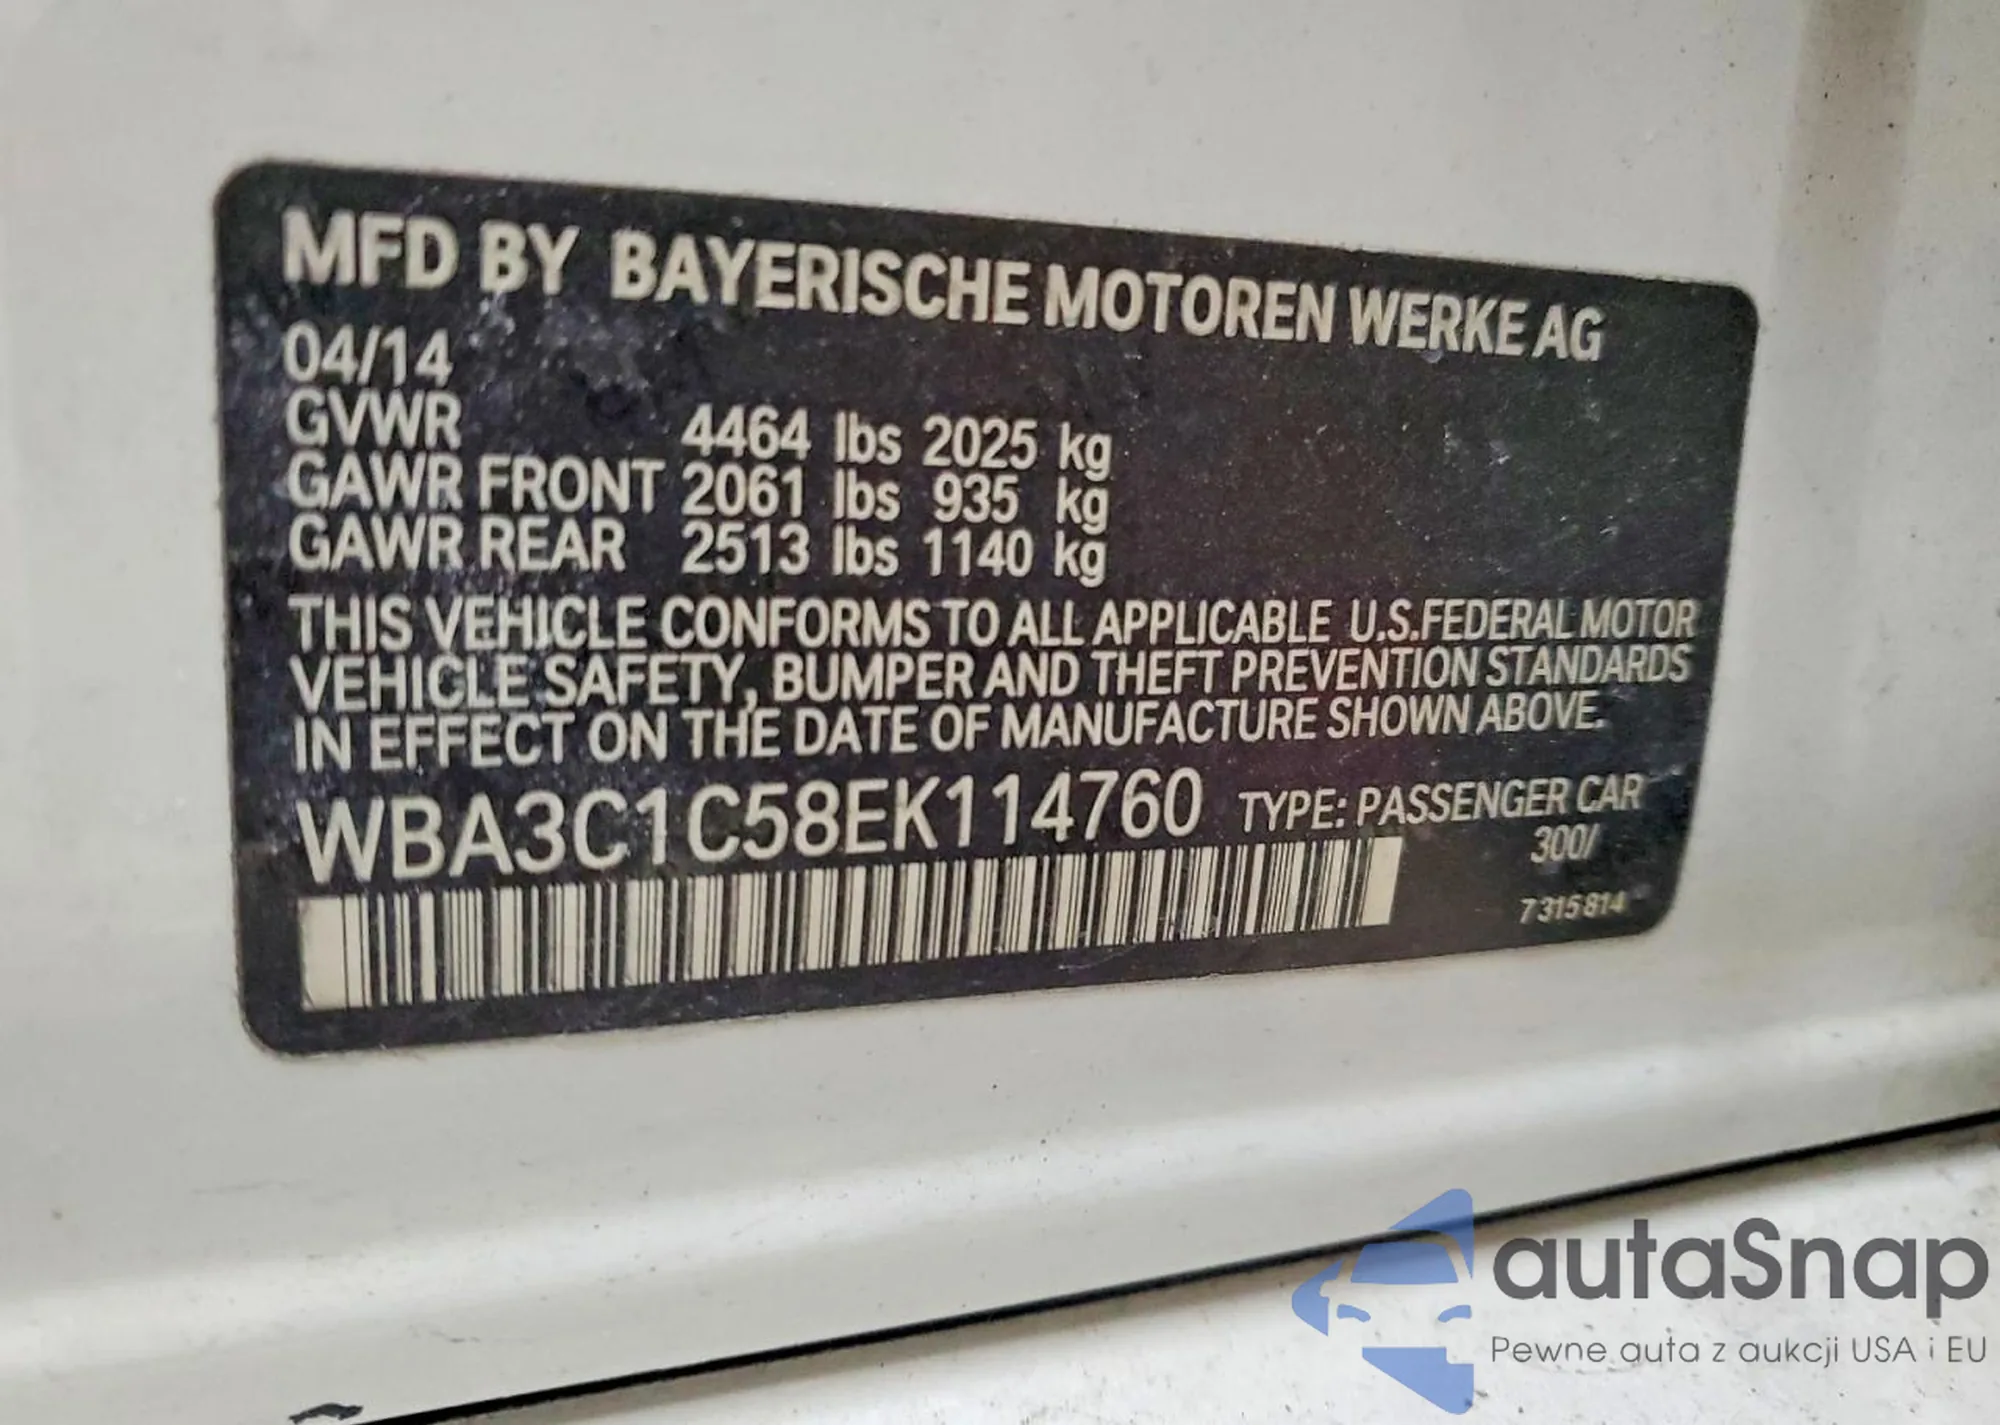 MFD BY BAYERISCHE MOTOREN WERKE AG
04/14
GVWR 4464 lbs 2025 kg
GAWR FRONT 2061 lbs 935 kg
GAWR REAR 2513 lbs 1140 kg
THIS VEHICLE CONFORMS TO ALL APPLICABLE U.S.FEDERAL MOTOR
VEHICLE SAFETY, BUMPER AND THEFT PREVENTION STANDARDS
IN EFFECT ON THE DATE OF MANUFACTURE SHOWN ABOVE.
WBA3C1C58EK114760 TYPE: PASSENGER CAR
300/
7 315 814
autaSnap
Pewne auta z aukcji USA i EU